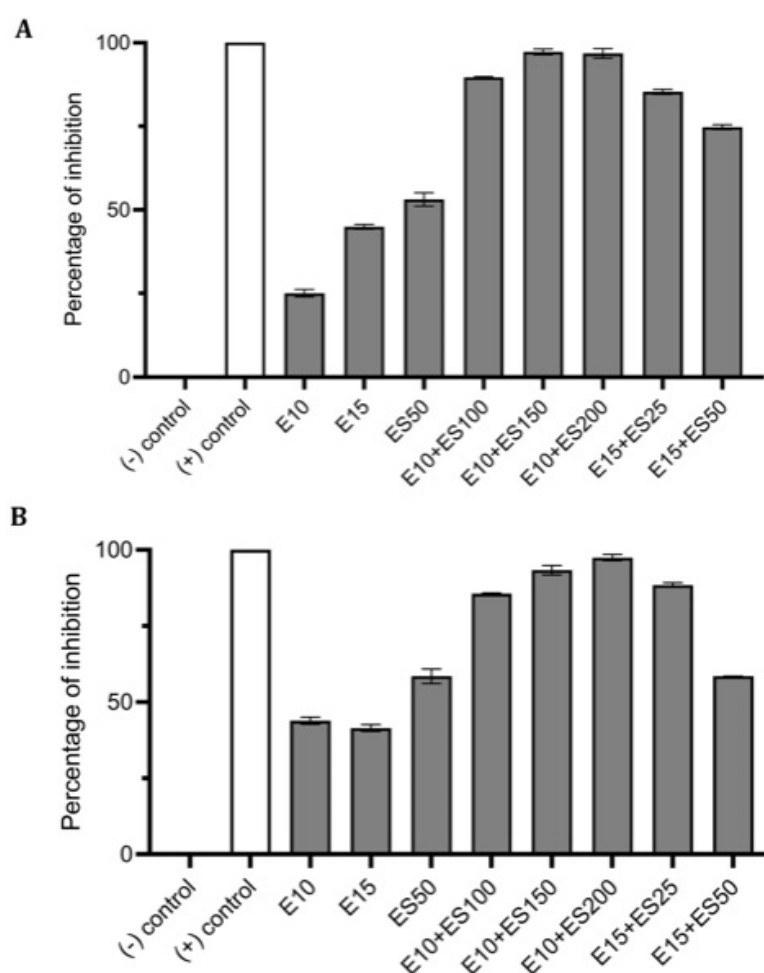 A
Percentage of inhibition
100
50
0
(-) control
(+) control
E10
E15
ES50
E10+ES100
E10+ES150
E10+ES200
E15+ES25
E15+ES50
B
Percentage of inhibition
100
50
0
(-) control
(+) control
E10
E15
ES50
E10+ES100
E10+ES150
E10+ES200
E15+ES25
E15+ES50